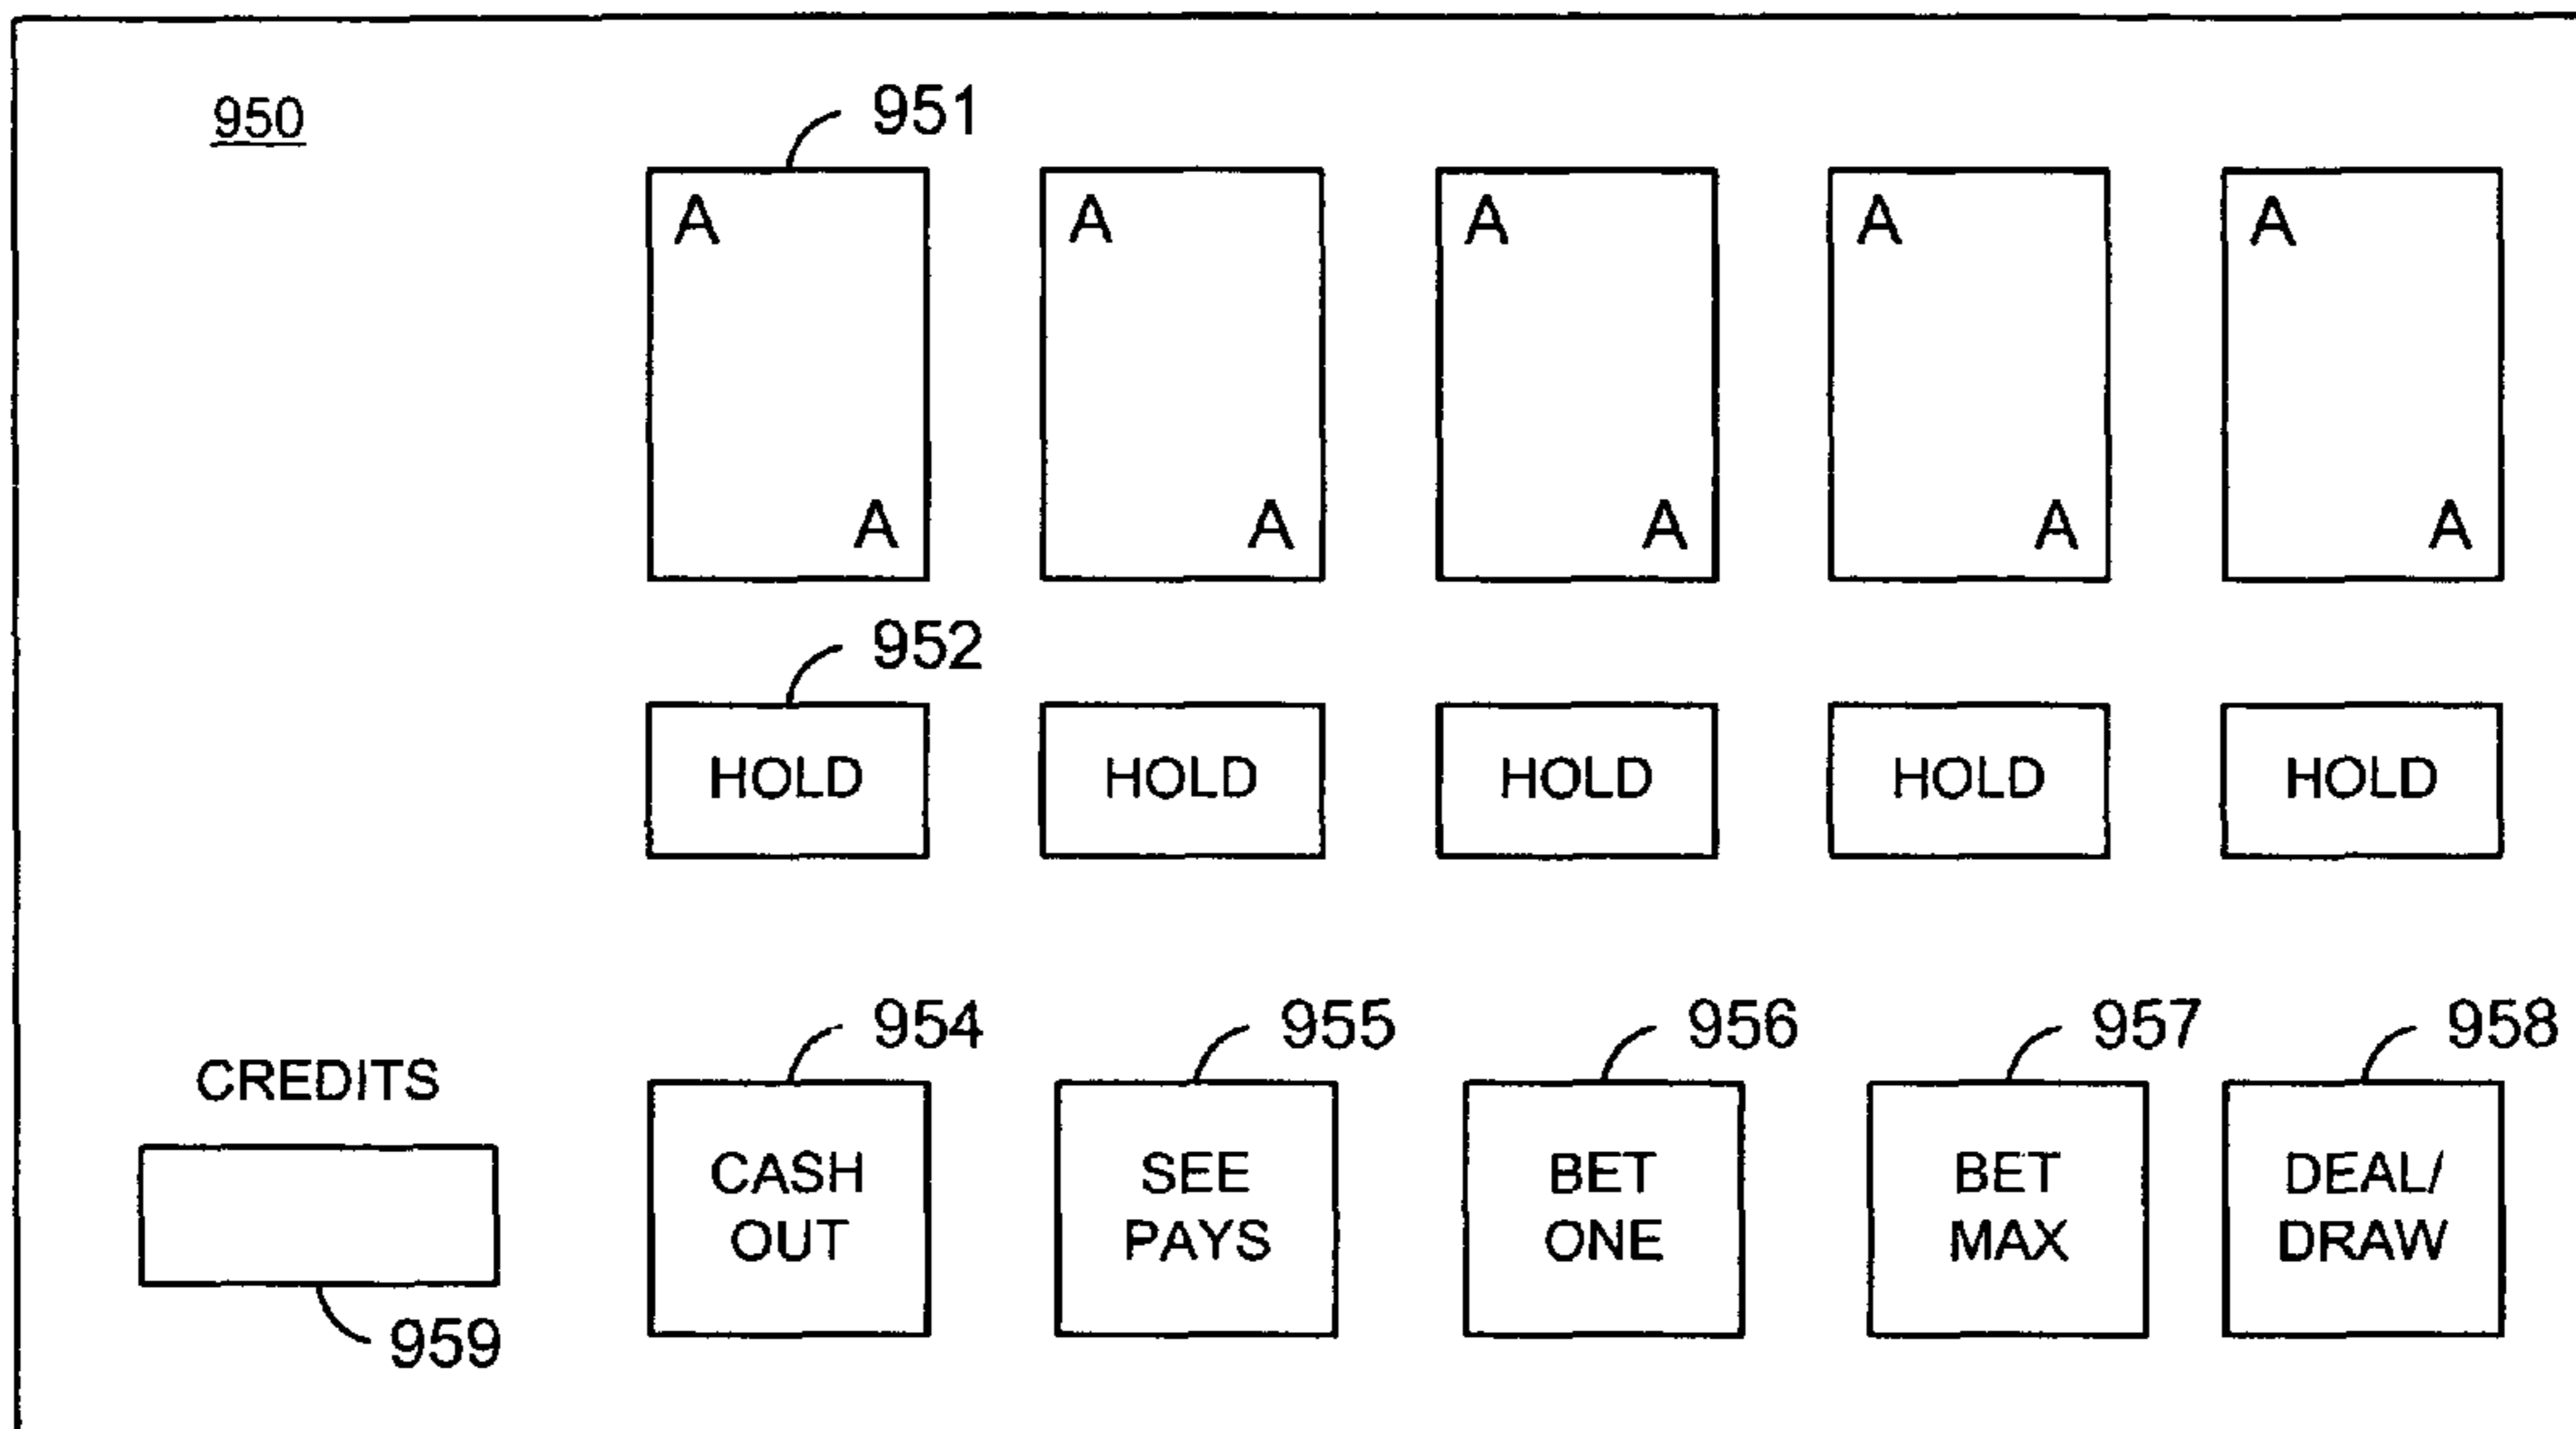 950
951
A A A A A
A A A A A
952
HOLD HOLD HOLD HOLD HOLD
954 955 956 957 958
CREDITS
CASH SEE BET BET DEAL/
OUT PAYS ONE MAX DRAW
959